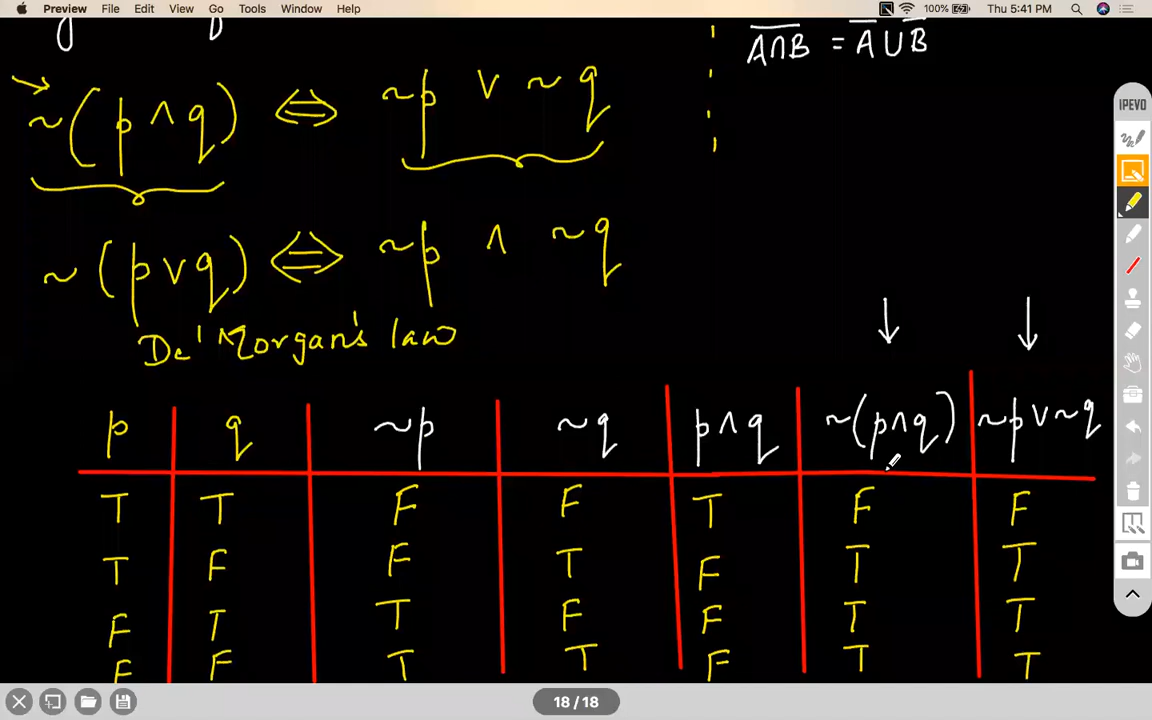 Preview File Edit View Go Tools Window Help 100% Thu 5:41 PM
A∩B = A̅ ∪ B̅
~(p ∧ q) ⇔ ~p ∨ ~q
~(p ∨ q) ⇔ ~p ∧ ~q
De'Morgan's law
IPEVO
p q ~p ~q p∧q ~(p∧q) ~p∨~q
T T F F T F F
T F F T F T T
F T T F F T T
F F T T F T T
18/18